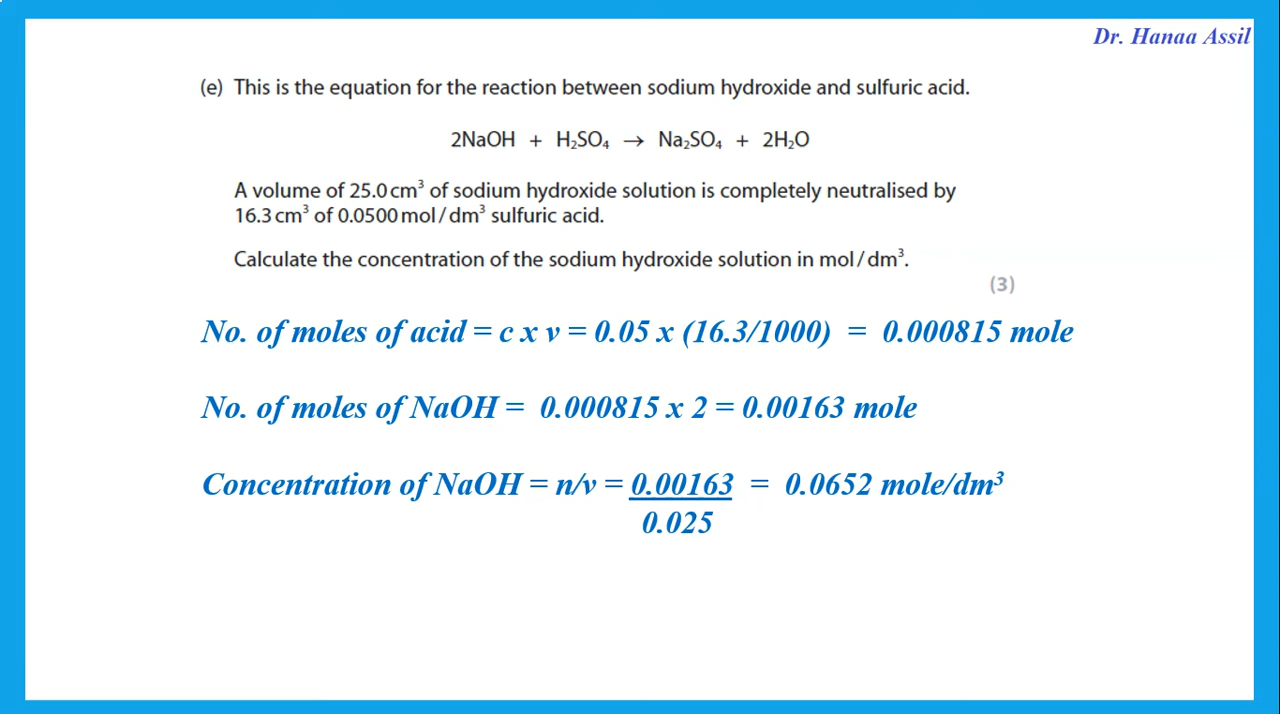 Dr. Hanaa Assil
(e) This is the equation for the reaction between sodium hydroxide and sulfuric acid.
2NaOH + H₂SO₄ → Na₂SO₄ + 2H₂O
A volume of 25.0 cm³ of sodium hydroxide solution is completely neutralised by
16.3 cm³ of 0.0500 mol/dm³ sulfuric acid.
Calculate the concentration of the sodium hydroxide solution in mol/dm³.
(3)
No. of moles of acid = c x v = 0.05 x (16.3/1000) = 0.000815 mole
No. of moles of NaOH = 0.000815 x 2 = 0.00163 mole
Concentration of NaOH = n/v = 0.00163 = 0.0652 mole/dm³
0.025